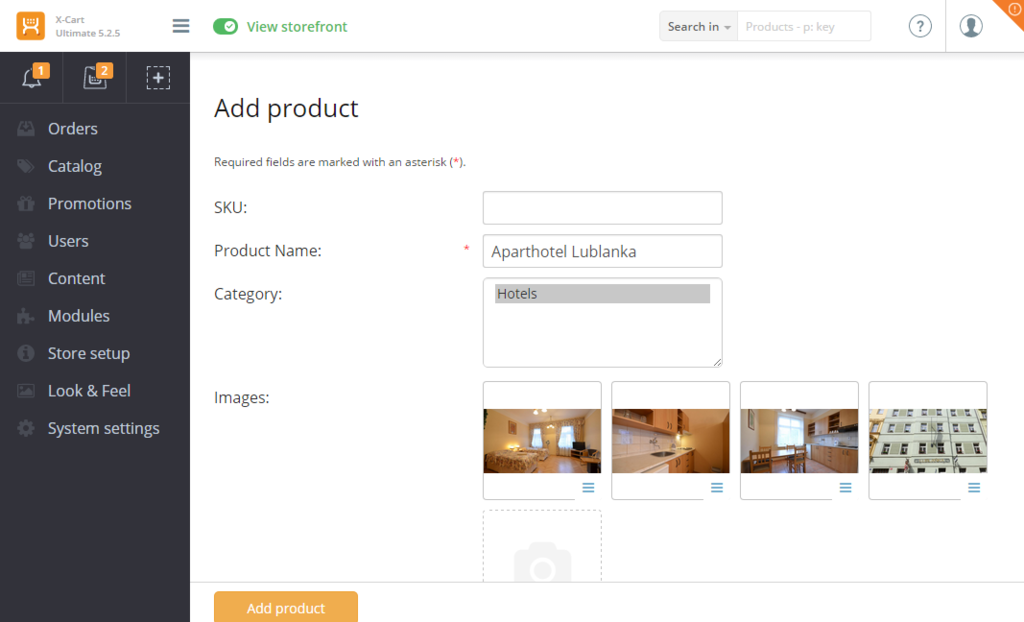 X-Cart
Ultimate 5.2.5
View storefront
Search in
Products - p: key
?
1
2
Orders
Catalog
Promotions
Users
Content
Modules
Store setup
Look & Feel
System settings
Add product
Required fields are marked with an asterisk (*).
SKU:
Product Name: * Aparthotel Lublanka
Category: Hotels
Images:
Add product